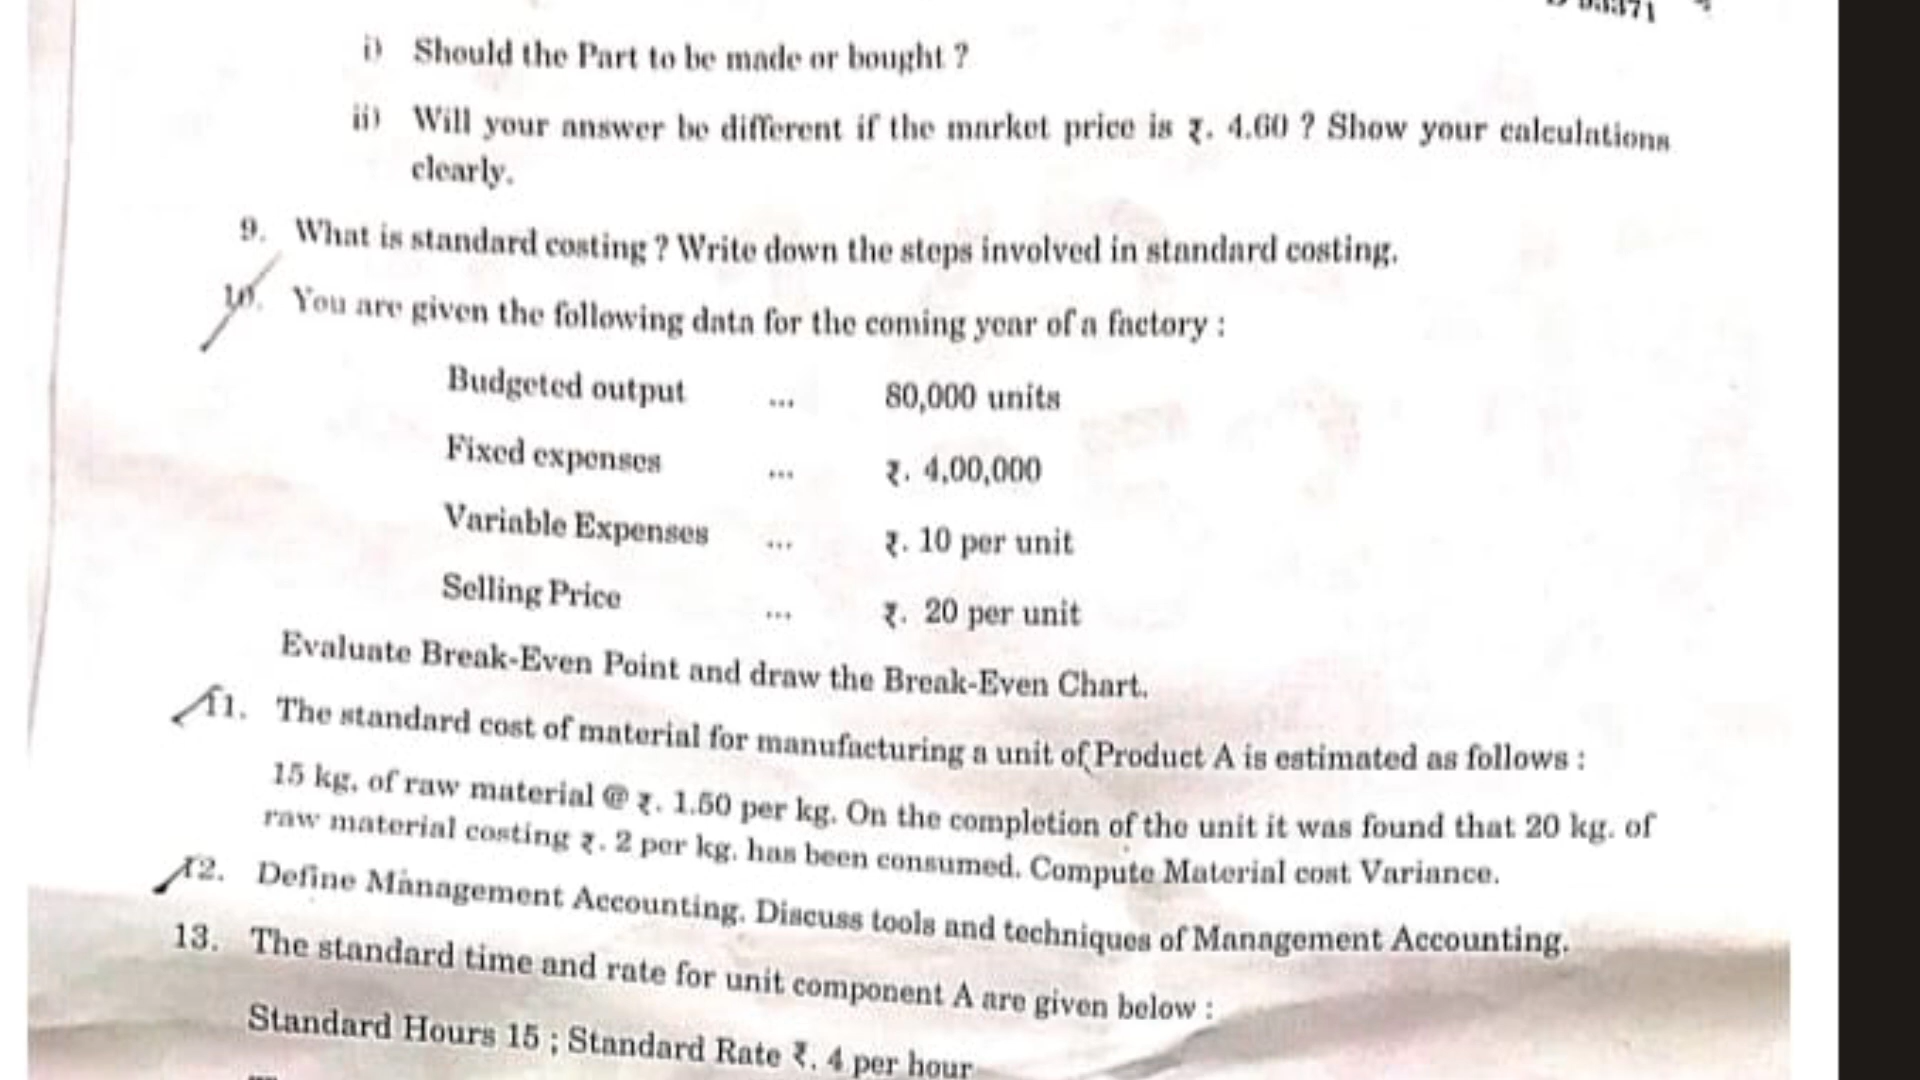 i) Should the Part to be made or bought ?
ii) Will your answer be different if the market price is ₹. 4.60 ? Show your calculations
clearly.
9. What is standard costing ? Write down the steps involved in standard costing.
10. You are given the following data for the coming year of a factory :
Budgeted output ... 80,000 units
Fixed expenses ... ₹. 4,00,000
Variable Expenses ... ₹. 10 per unit
Selling Price ... ₹. 20 per unit
Evaluate Break-Even Point and draw the Break-Even Chart.
11. The standard cost of material for manufacturing a unit of Product A is estimated as follows :
15 kg. of raw material @ ₹. 1.50 per kg. On the completion of the unit it was found that 20 kg. of
raw material costing ₹. 2 per kg. has been consumed. Compute Material cost Variance.
12. Define Management Accounting. Discuss tools and techniques of Management Accounting.
13. The standard time and rate for unit component A are given below :
Standard Hours 15 ; Standard Rate ₹. 4 per hour